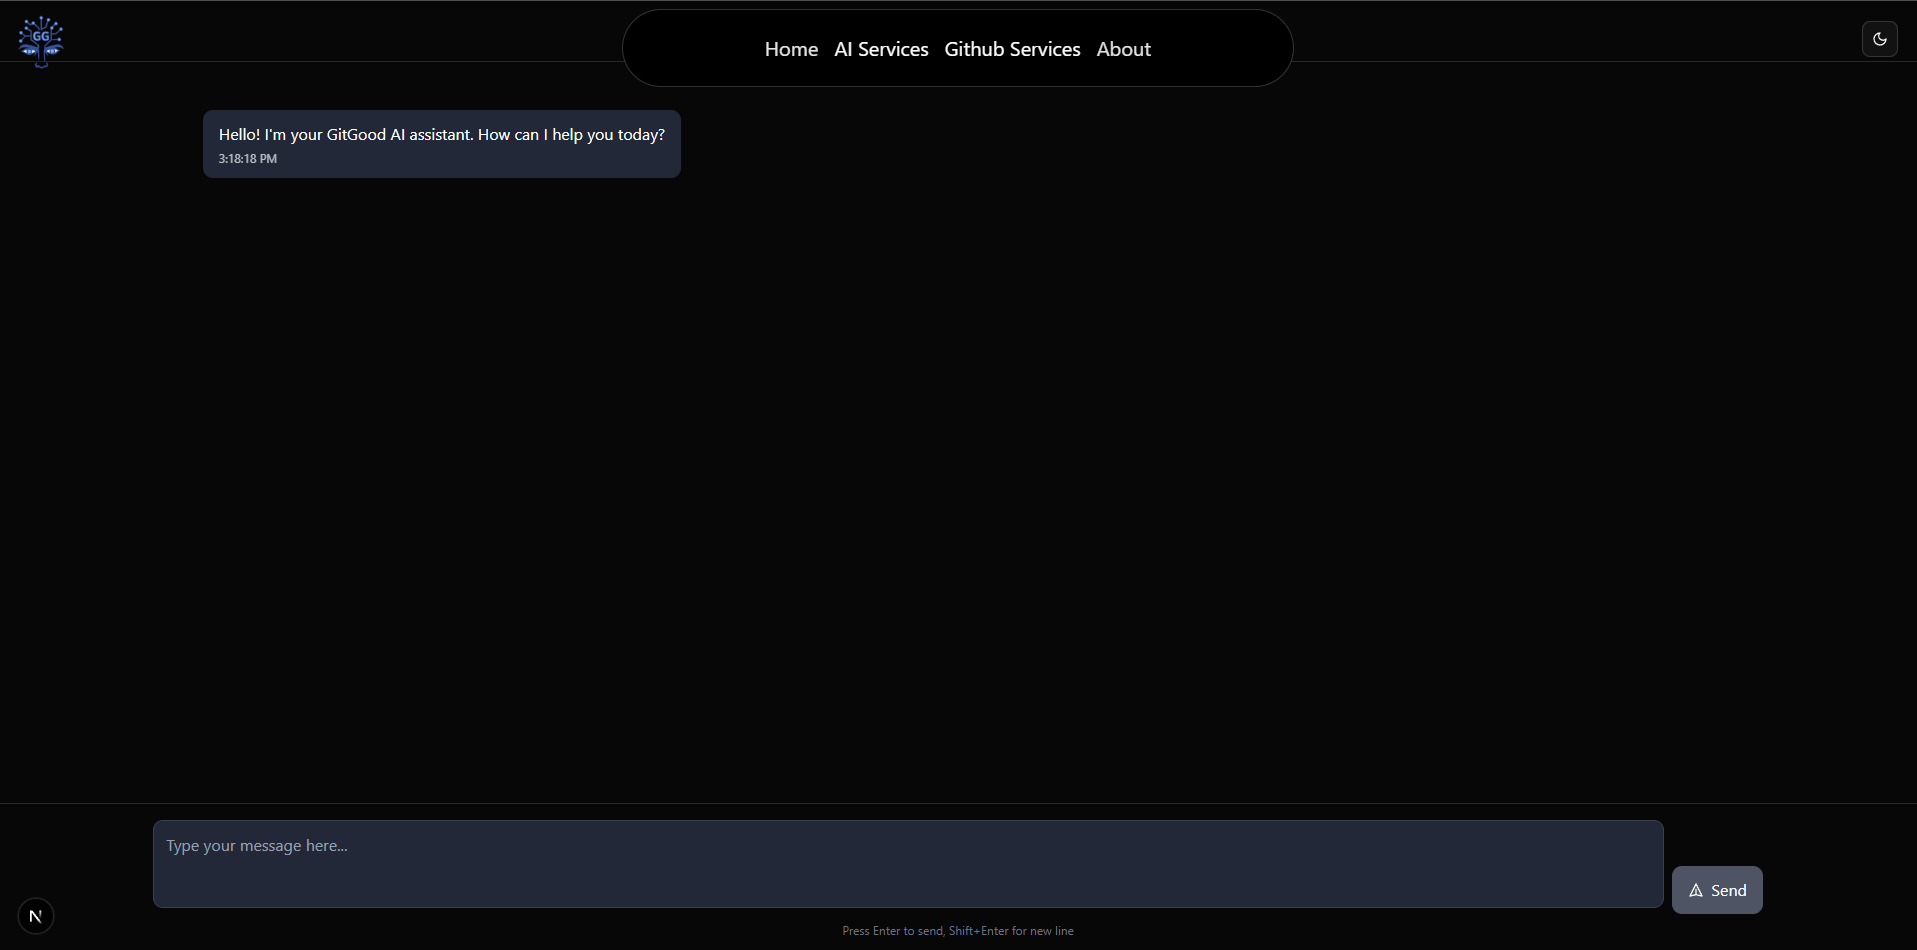 GG
Home AI Services Github Services About
Hello! I'm your GitGood AI assistant. How can I help you today?
3:18:18 PM
Type your message here...
Send
N
Press Enter to send, Shift+Enter for new line